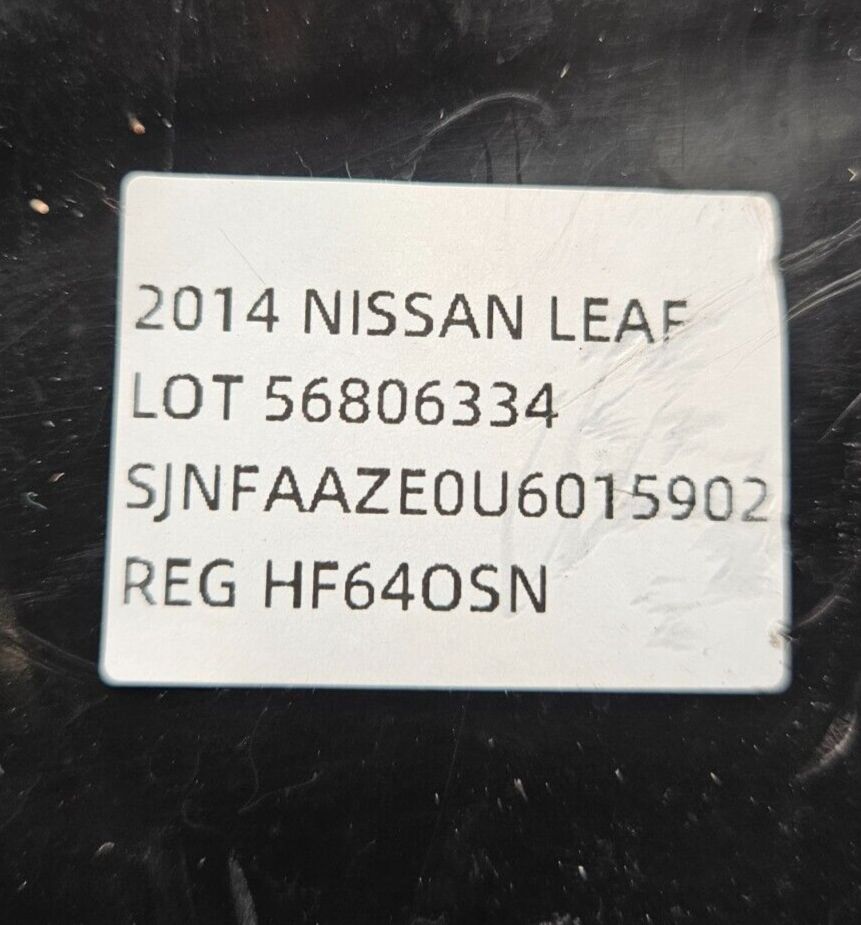 2014 NISSAN LEAF
LOT 56806334
SJNFAAZE0U6015902
REG HF64OSN